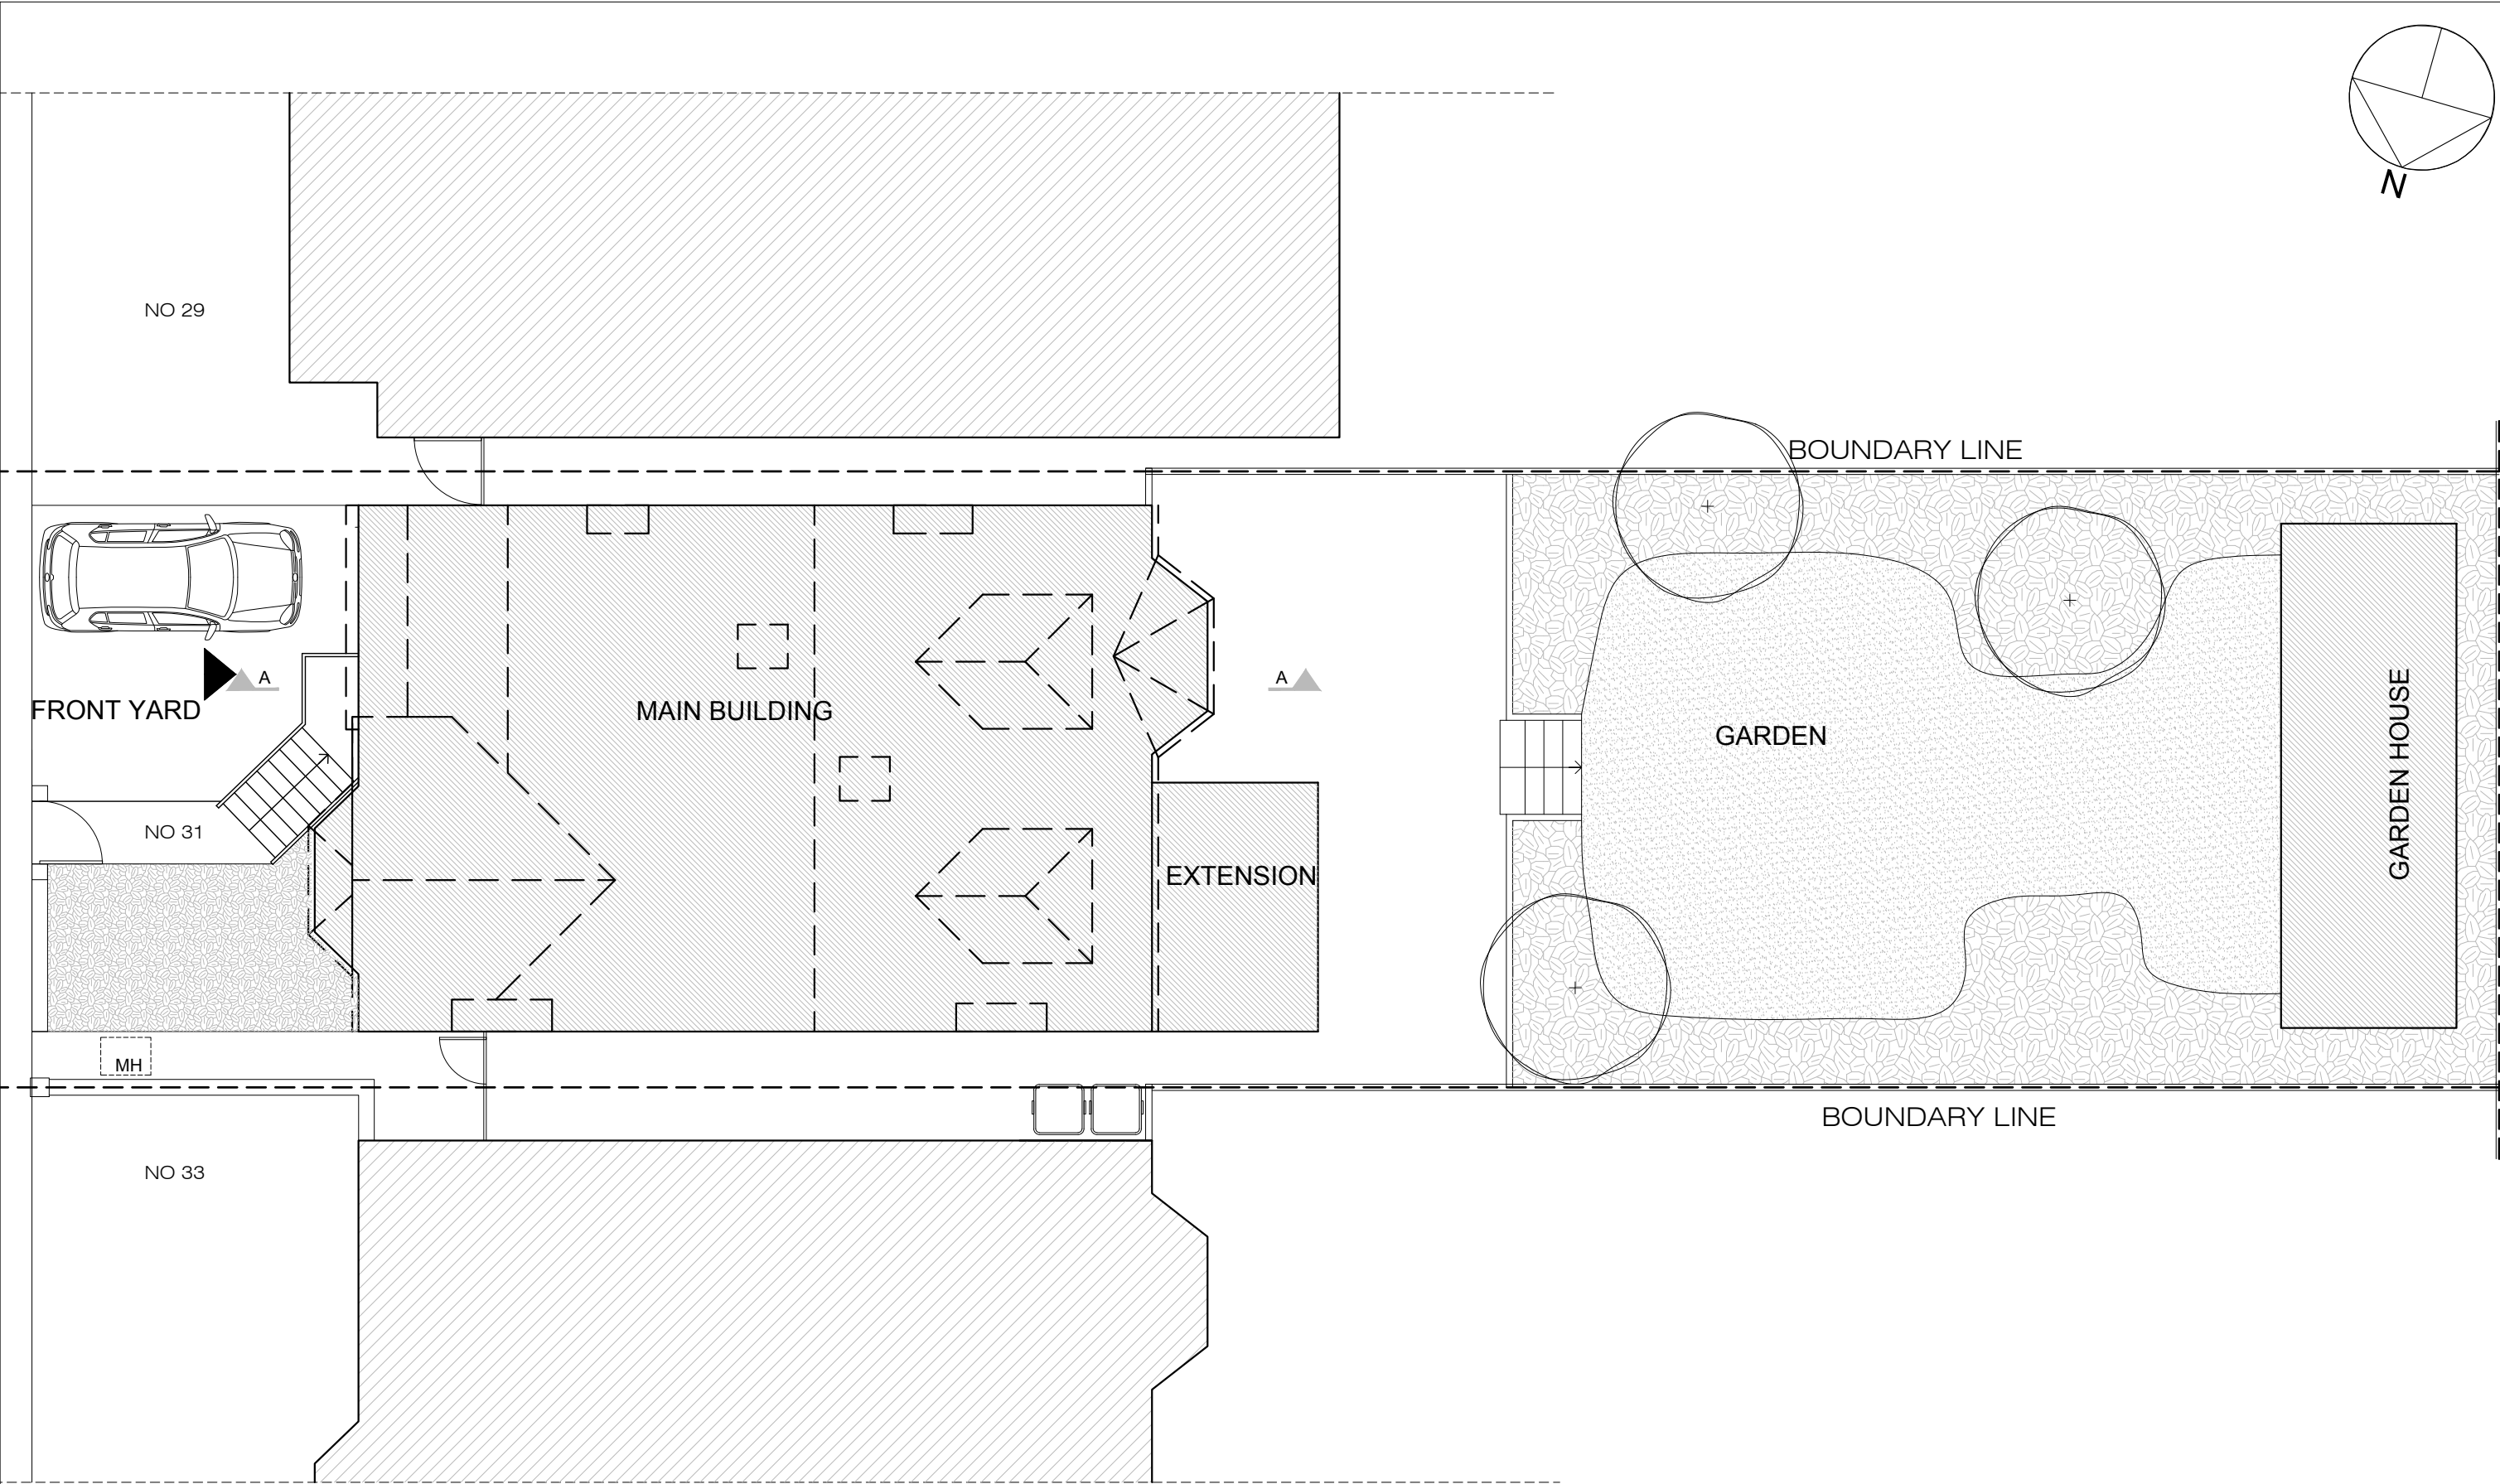 N
NO 29
BOUNDARY LINE
A
A
FRONT YARD
MAIN BUILDING
GARDEN
GARDEN HOUSE
NO 31
EXTENSION
MH
BOUNDARY LINE
NO 33